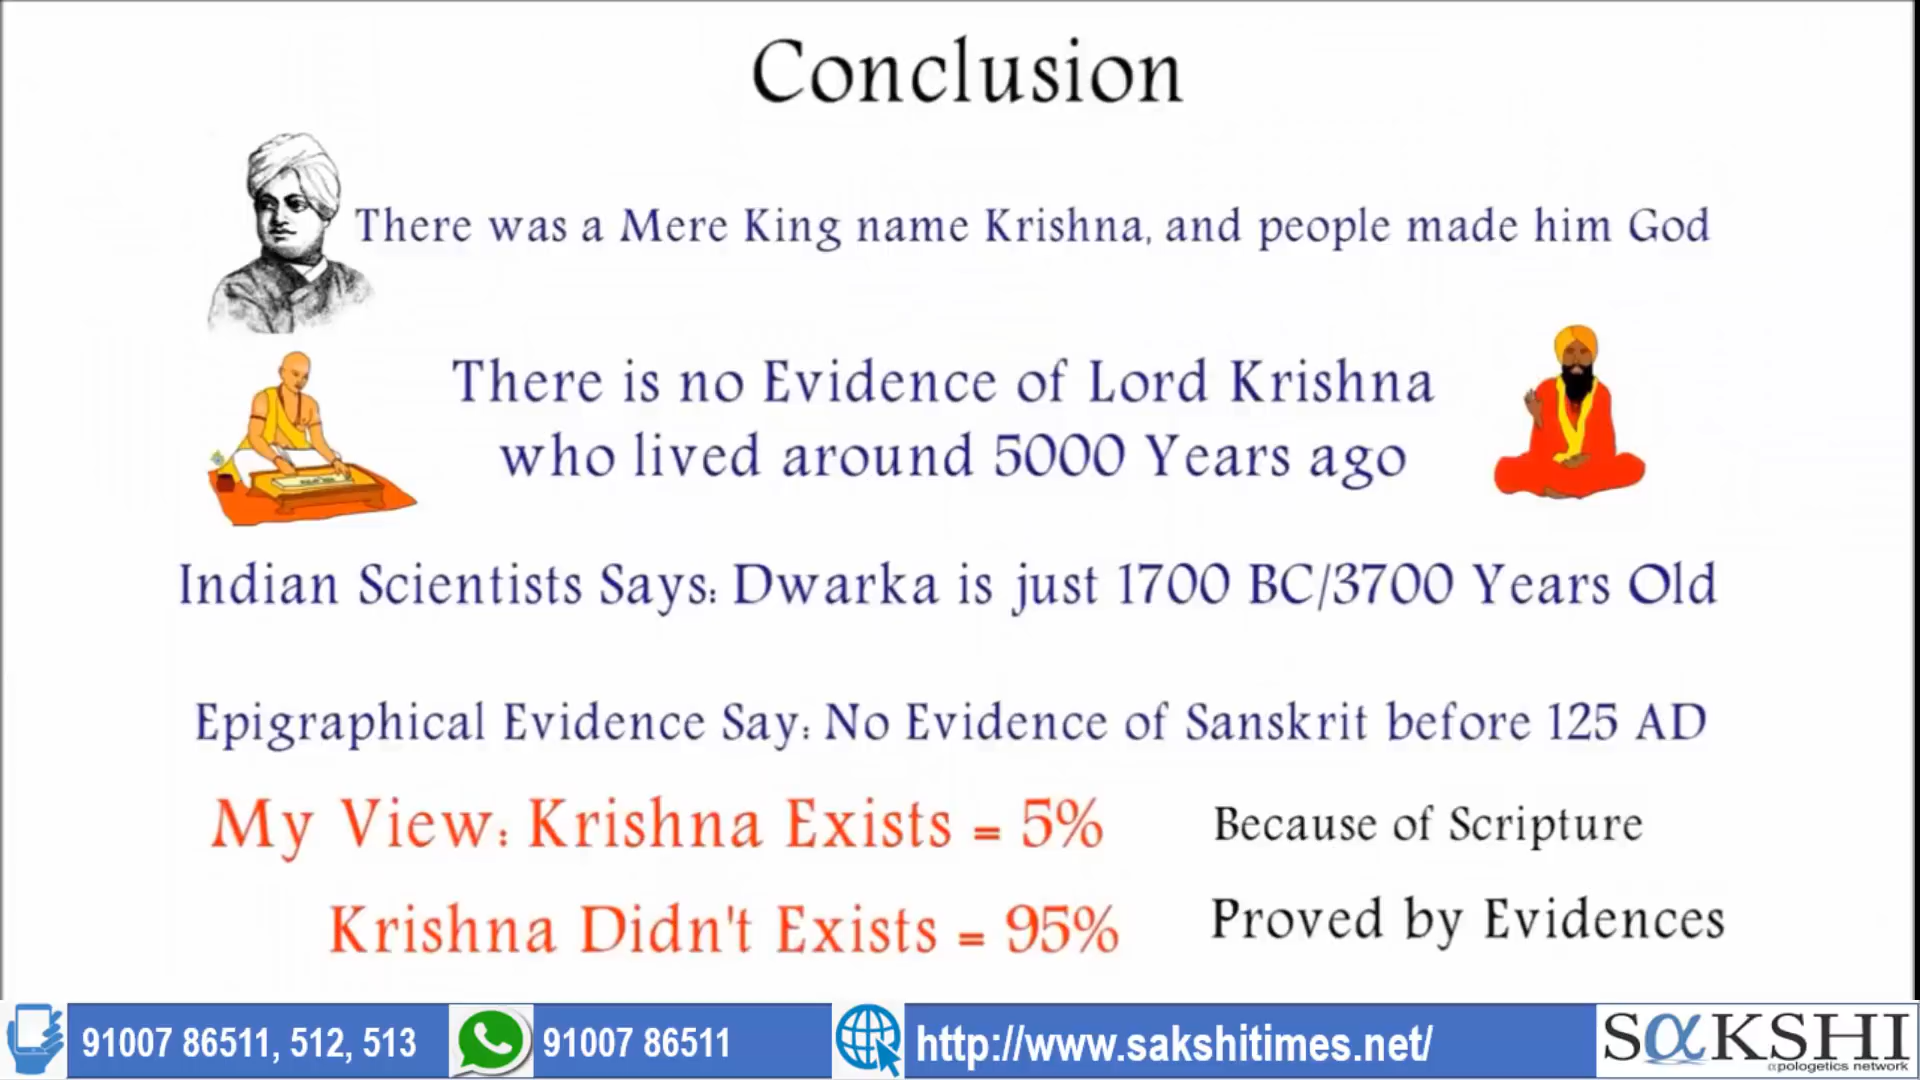 Conclusion
There was a Mere King name Krishna, and people made him God
There is no Evidence of Lord Krishna
who lived around 5000 Years ago
Indian Scientists Says: Dwarka is just 1700 BC/3700 Years Old
Epigraphical Evidence Say: No Evidence of Sanskrit before 125 AD
My View: Krishna Exists = 5% Because of Scripture
Krishna Didn't Exists = 95% Proved by Evidences
91007 86511, 512, 513 91007 86511 http://www.sakshitimes.net/ SαKSHI
αpologetics network